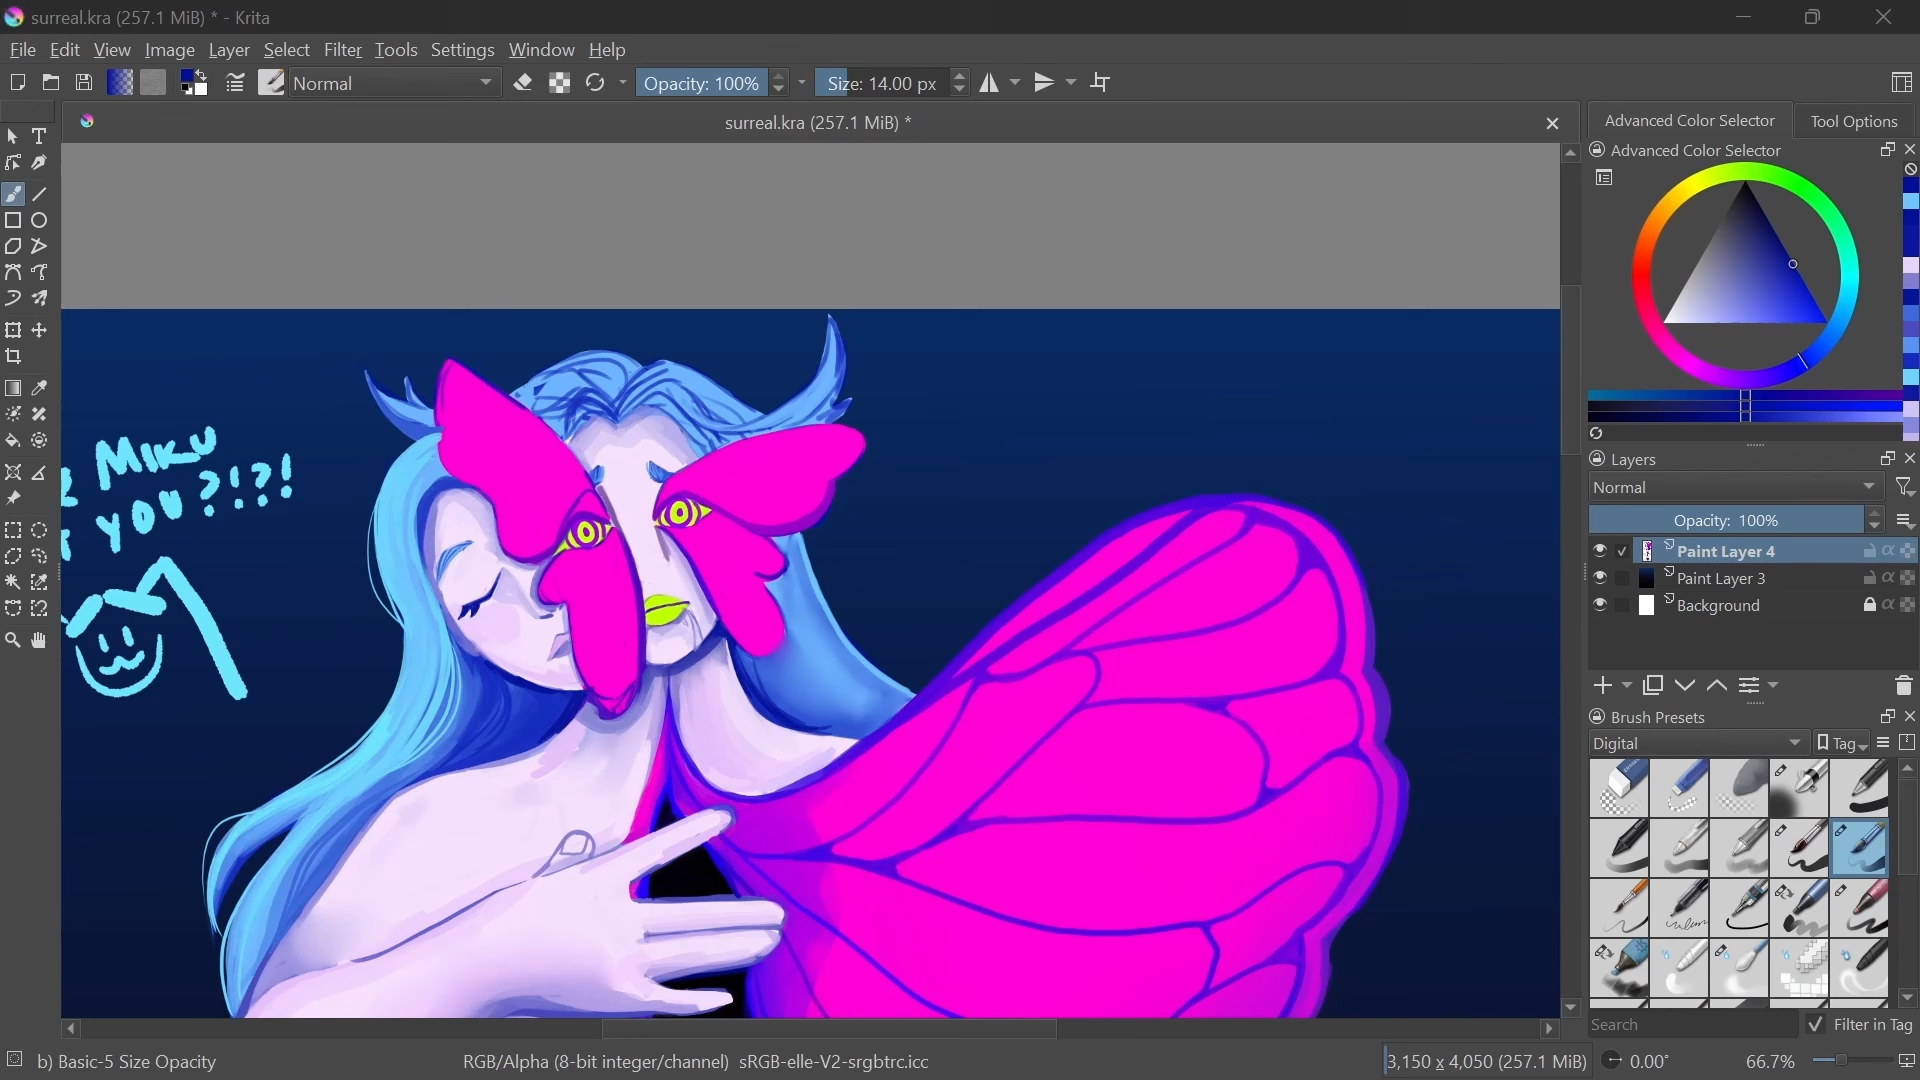 surreal.kra (257.1 MiB) * - Krita
File Edit View Image Layer Select Filter Tools Settings Window Help
Normal
Opacity: 100%
Size: 14.00 px
surreal.kra (257.1 MiB) *
Advanced Color Selector
Tool Options
Advanced Color Selector
MIKU
YOU?!?!
Layers
Normal
Opacity: 100%
Paint Layer 4
Paint Layer 3
Background
Brush Presets
Digital
Tag
Search
Filter in Tag
b) Basic-5 Size Opacity
RGB/Alpha (8-bit integer/channel) sRGB-elle-V2-srgbtrc.icc
3,150 x 4,050 (257.1 MiB)
0.00°
66.7%